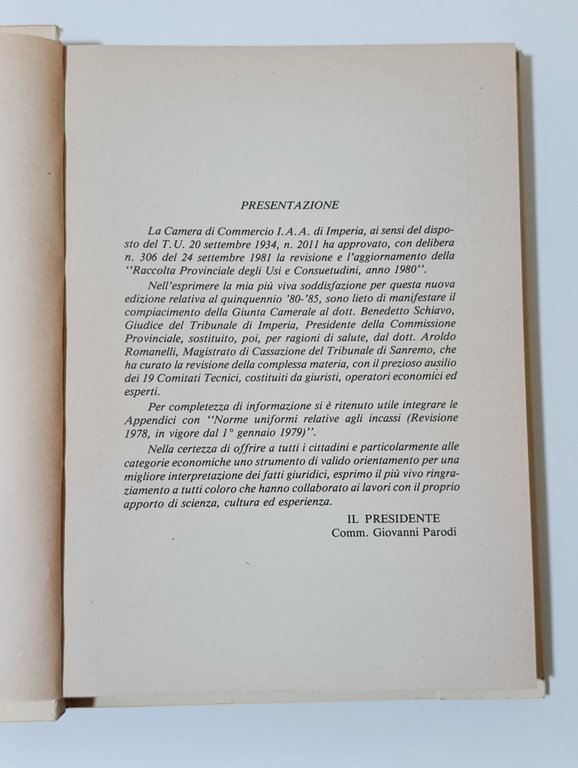 PRESENTAZIONE
La Camera di Commercio I.A.A. di Imperia, ai sensi del dispo-
sto del T.U. 20 settembre 1934, n. 2011 ha approvato, con delibera
n. 306 del 24 settembre 1981 la revisione e l'aggiornamento della
"Raccolta Provinciale degli Usi e Consuetudini, anno 1980".
Nell'esprimere la mia più viva soddisfazione per questa nuova
edizione relativa al quinquennio '80-'85, sono lieto di manifestare il
compiacimento della Giunta Camerale al dott. Benedetto Schiavo,
Giudice del Tribunale di Imperia, Presidente della Commissione
Provinciale, sostituito, poi, per ragioni di salute, dal dott. Aroldo
Romanelli, Magistrato di Cassazione del Tribunale di Sanremo, che
ha curato la revisione della complessa materia, con il prezioso ausilio
dei 19 Comitati Tecnici, costituiti da giuristi, operatori economici ed
esperti.
Per completezza di informazione si è ritenuto utile integrare le
Appendici con "Norme uniformi relative agli incassi (Revisione
1978, in vigore dal 1° gennaio 1979)".
Nella certezza di offrire a tutti i cittadini e particolarmente alle
categorie economiche uno strumento di valido orientamento per una
migliore interpretazione dei fatti giuridici, esprimo il più vivo ringra-
ziamento a tutti coloro che hanno collaborato ai lavori con il proprio
apporto di scienza, cultura ed esperienza.
IL PRESIDENTE
Comm. Giovanni Parodi